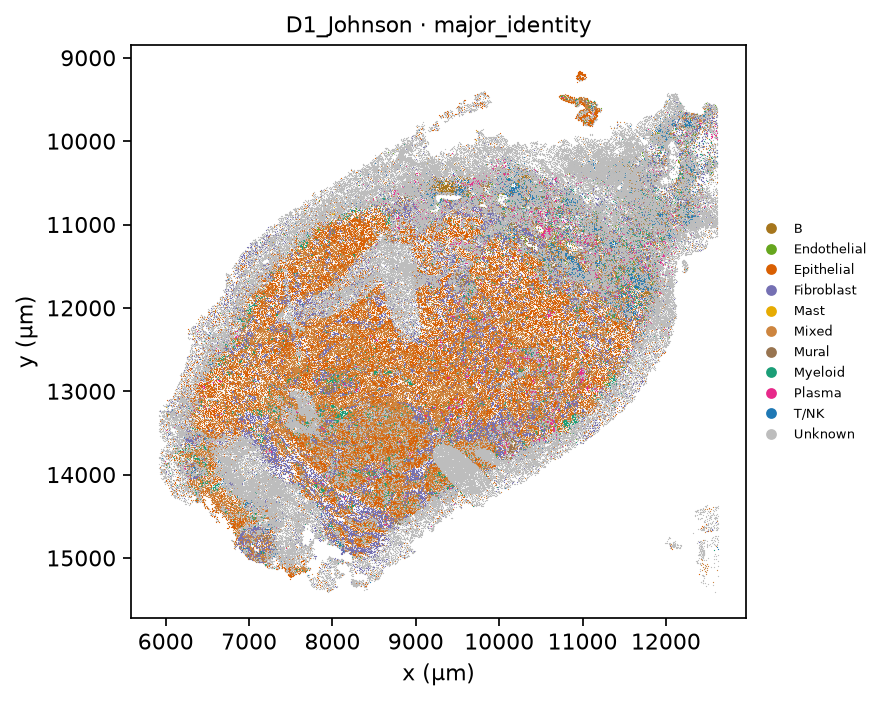 D1_Johnson · major_identity
9000
10000
11000
12000
13000
14000
15000
y (μm)
6000 7000 8000 9000 10000 11000 12000
x (μm)
B
Endothelial
Epithelial
Fibroblast
Mast
Mixed
Mural
Myeloid
Plasma
T/NK
Unknown